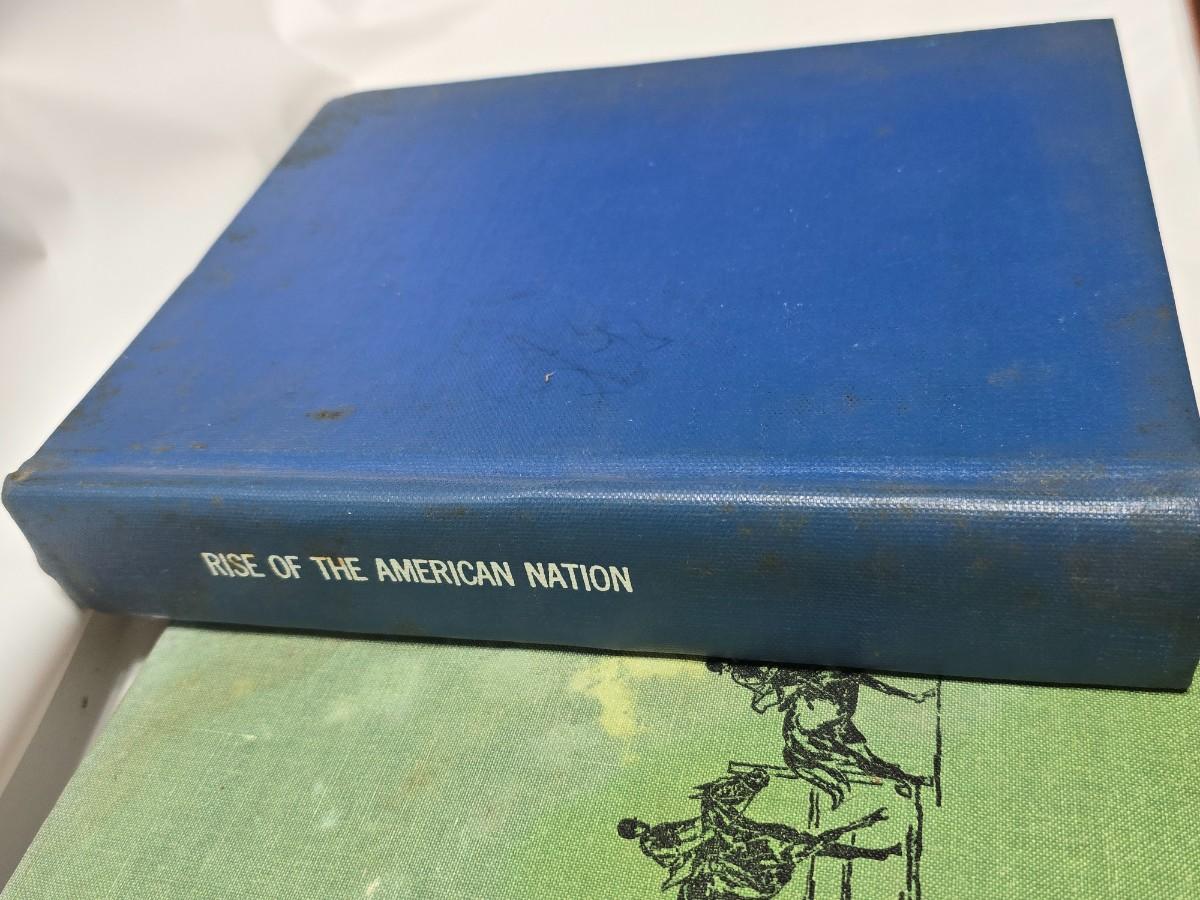 RISE OF THE AMERICAN NATION